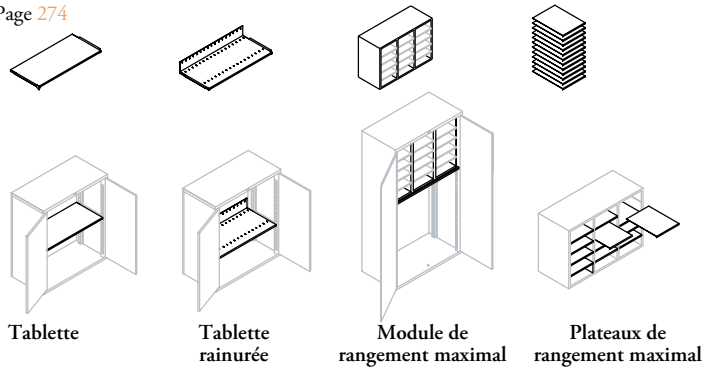 Page 274
Tablette
Tablette
rainurée
Module de
rangement maximal
Plateaux de
rangement maximal